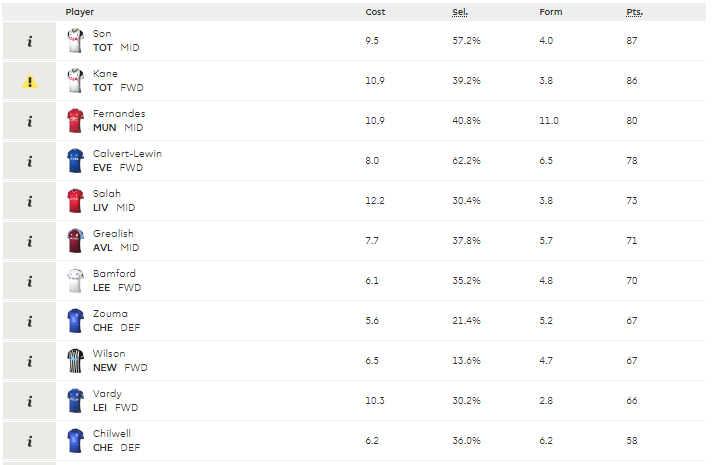 Player Cost Sel. Form Pts.
i Son
TOT MID 9.5 57.2% 4.0 87
! Kane
TOT FWD 10.9 39.2% 3.8 86
i Fernandes
MUN MID 10.9 40.8% 11.0 80
i Calvert-Lewin
EVE FWD 8.0 62.2% 6.5 78
i Salah
LIV MID 12.2 30.4% 3.8 73
i Grealish
AVL MID 7.7 37.8% 5.7 71
i Bamford
LEE FWD 6.1 35.2% 4.8 70
i Zouma
CHE DEF 5.6 21.4% 5.2 67
i Wilson
NEW FWD 6.5 13.6% 4.7 67
i Vardy
LEI FWD 10.3 30.2% 2.8 66
i Chilwell
CHE DEF 6.2 36.0% 6.2 58